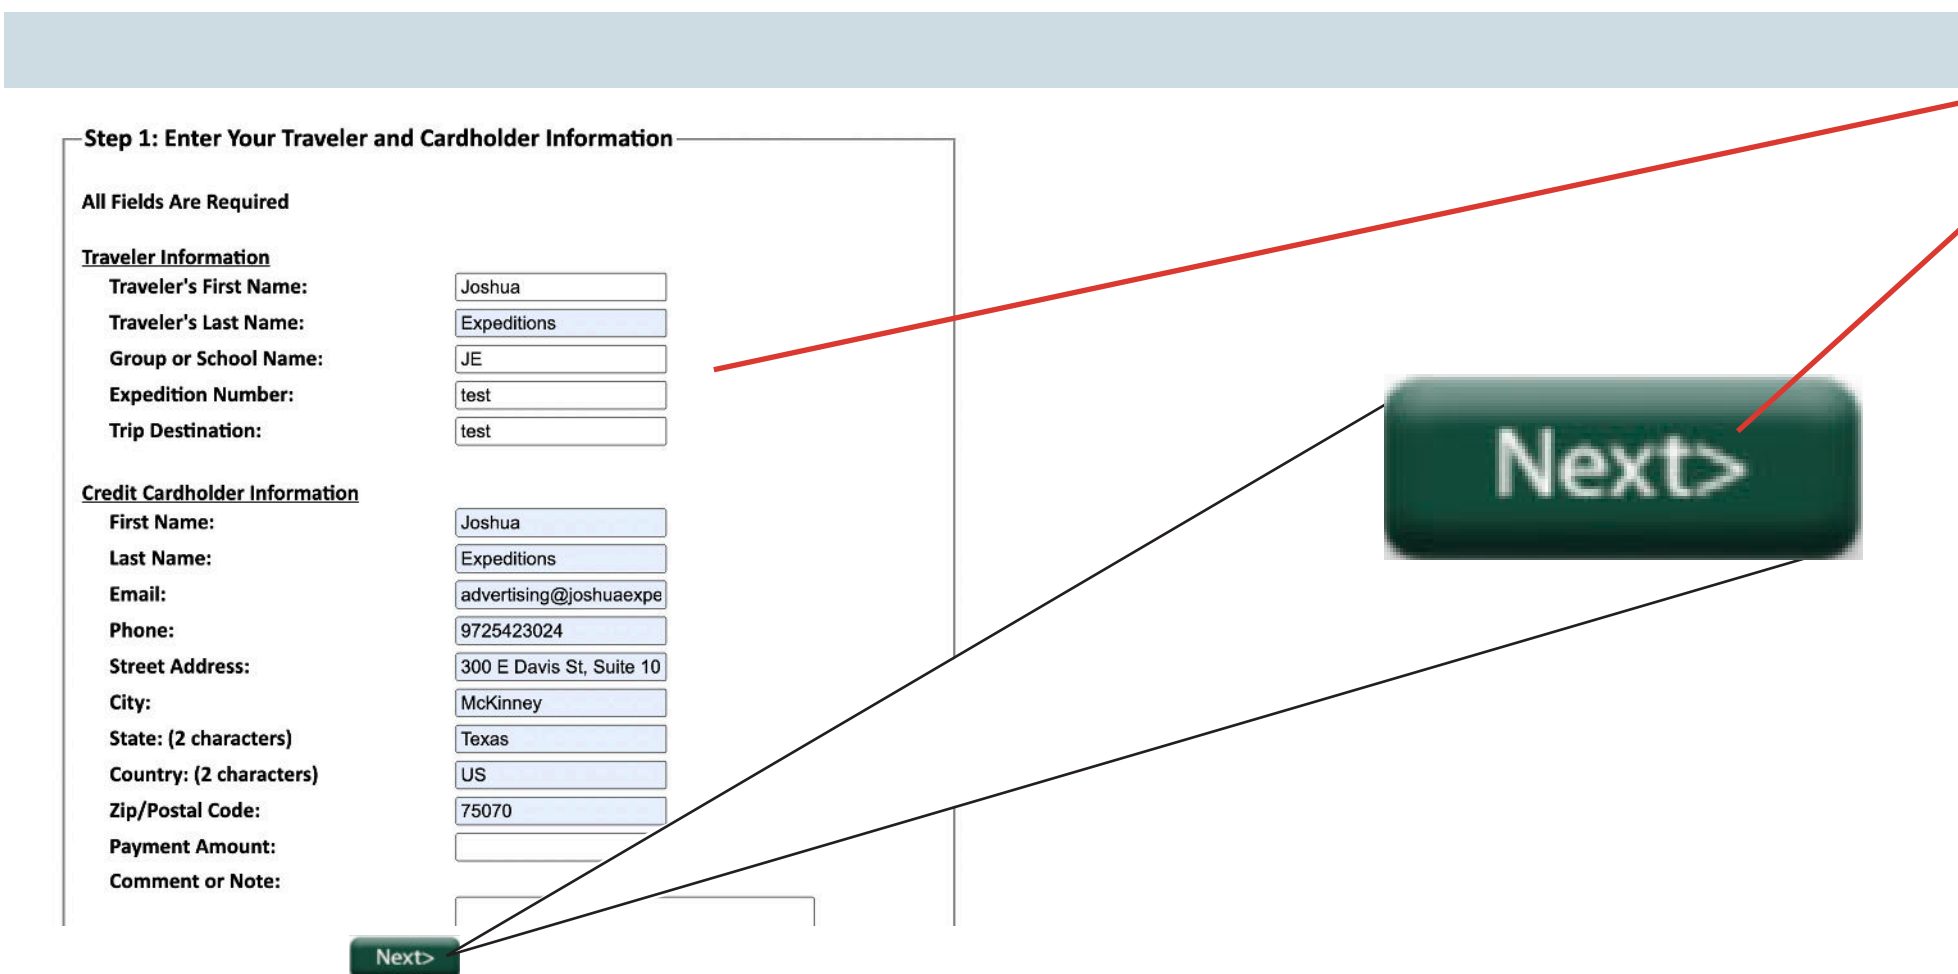 Step 1: Enter Your Traveler and Cardholder Information
All Fields Are Required
Traveler Information
Traveler's First Name: Joshua
Traveler's Last Name: Expeditions
Group or School Name: JE
Expedition Number: test
Trip Destination: test
Next>
Credit Cardholder Information
First Name: Joshua
Last Name: Expeditions
Email: advertising@joshuaexpe
Phone: 9725423024
Street Address: 300 E Davis St, Suite 10
City: McKinney
State: (2 characters) Texas
Country: (2 characters) US
Zip/Postal Code: 75070
Payment Amount:
Comment or Note:
Next>